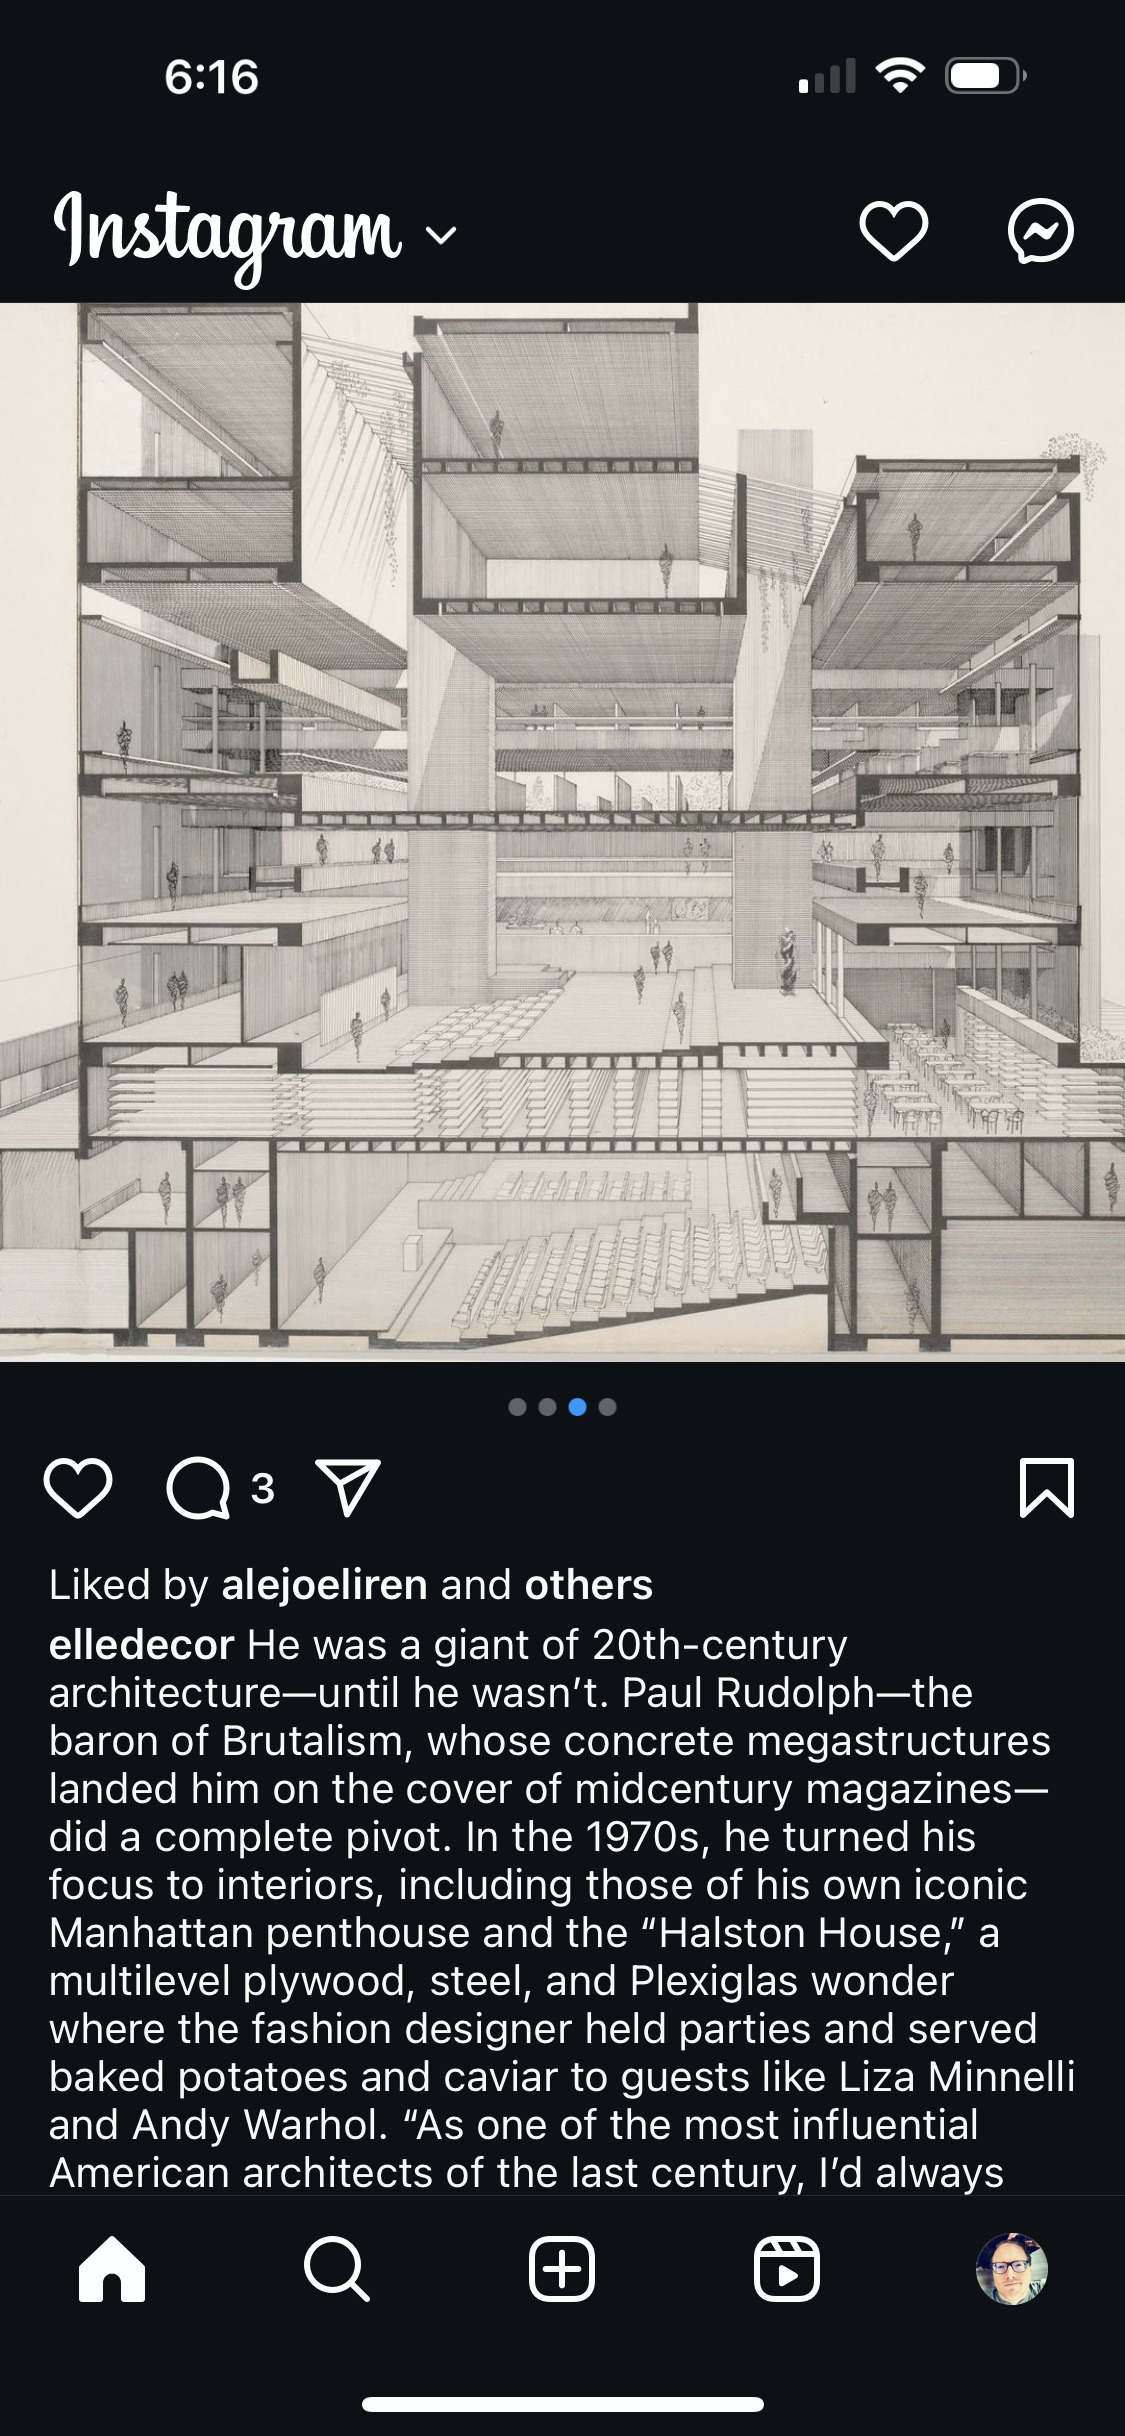 6:16
Instagram
3
Liked by alejoeliren and others
elledecor He was a giant of 20th-century
architecture—until he wasn’t. Paul Rudolph—the
baron of Brutalism, whose concrete megastructures
landed him on the cover of midcentury magazines—
did a complete pivot. In the 1970s, he turned his
focus to interiors, including those of his own iconic
Manhattan penthouse and the “Halston House,” a
multilevel plywood, steel, and Plexiglas wonder
where the fashion designer held parties and served
baked potatoes and caviar to guests like Liza Minnelli
and Andy Warhol. “As one of the most influential
American architects of the last century, I’d always